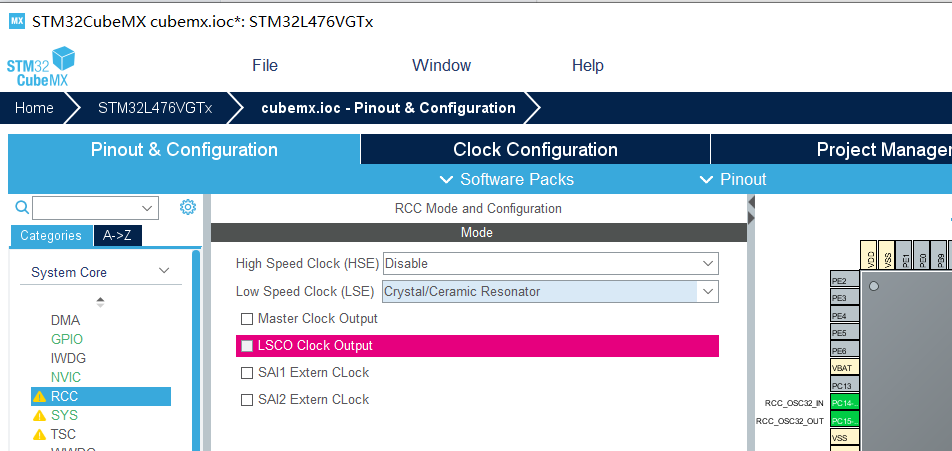 MX STM32CubeMX cubemx.ioc*: STM32L476VGTx
STM32
CubeMX
File Window Help
Home STM32L476VGTx cubemx.ioc - Pinout & Configuration
Pinout & Configuration Clock Configuration Project Manager
Software Packs Pinout
Categories A->Z
System Core
DMA
GPIO
IWDG
NVIC
RCC
SYS
TSC
WWDG
RCC Mode and Configuration
Mode
High Speed Clock (HSE) Disable
Low Speed Clock (LSE) Crystal/Ceramic Resonator
Master Clock Output
LSCO Clock Output
SAI1 Extern CLock
SAI2 Extern CLock
VDD
VSS
PE1
PE0
PB9
PE2
PE3
PE4
PE5
PE6
VBAT
PC13
RCC_OSC32_IN PC14-..
RCC_OSC32_OUT PC15-..
VSS